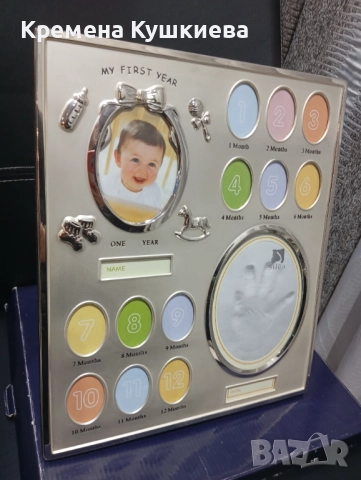 Кремена Кушкиева
MY FIRST YEAR
1
1 Month
2
2 Months
3
3 Months
4
4 Months
5
5 Months
6
6 Months
ONE YEAR
NAME
7
7 Months
8
8 Months
9
9 Months
10
10 Months
11
11 Months
12
12 Months
BAZAR